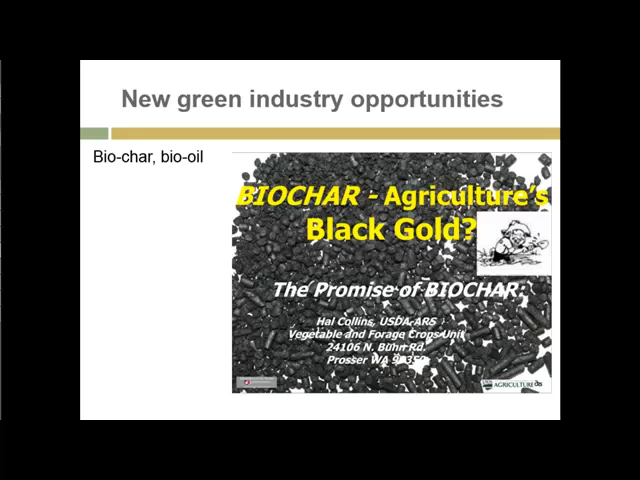 New green industry opportunities
Bio-char, bio-oil
BIOCHAR - Agriculture's
Black Gold?
The Promise of BIOCHAR:
Hal Collins, USDA-ARS
Vegetable and Forage Crops Unit
24106 N. Bunn Rd.
Prosser WA 99350
AGRICULTURE